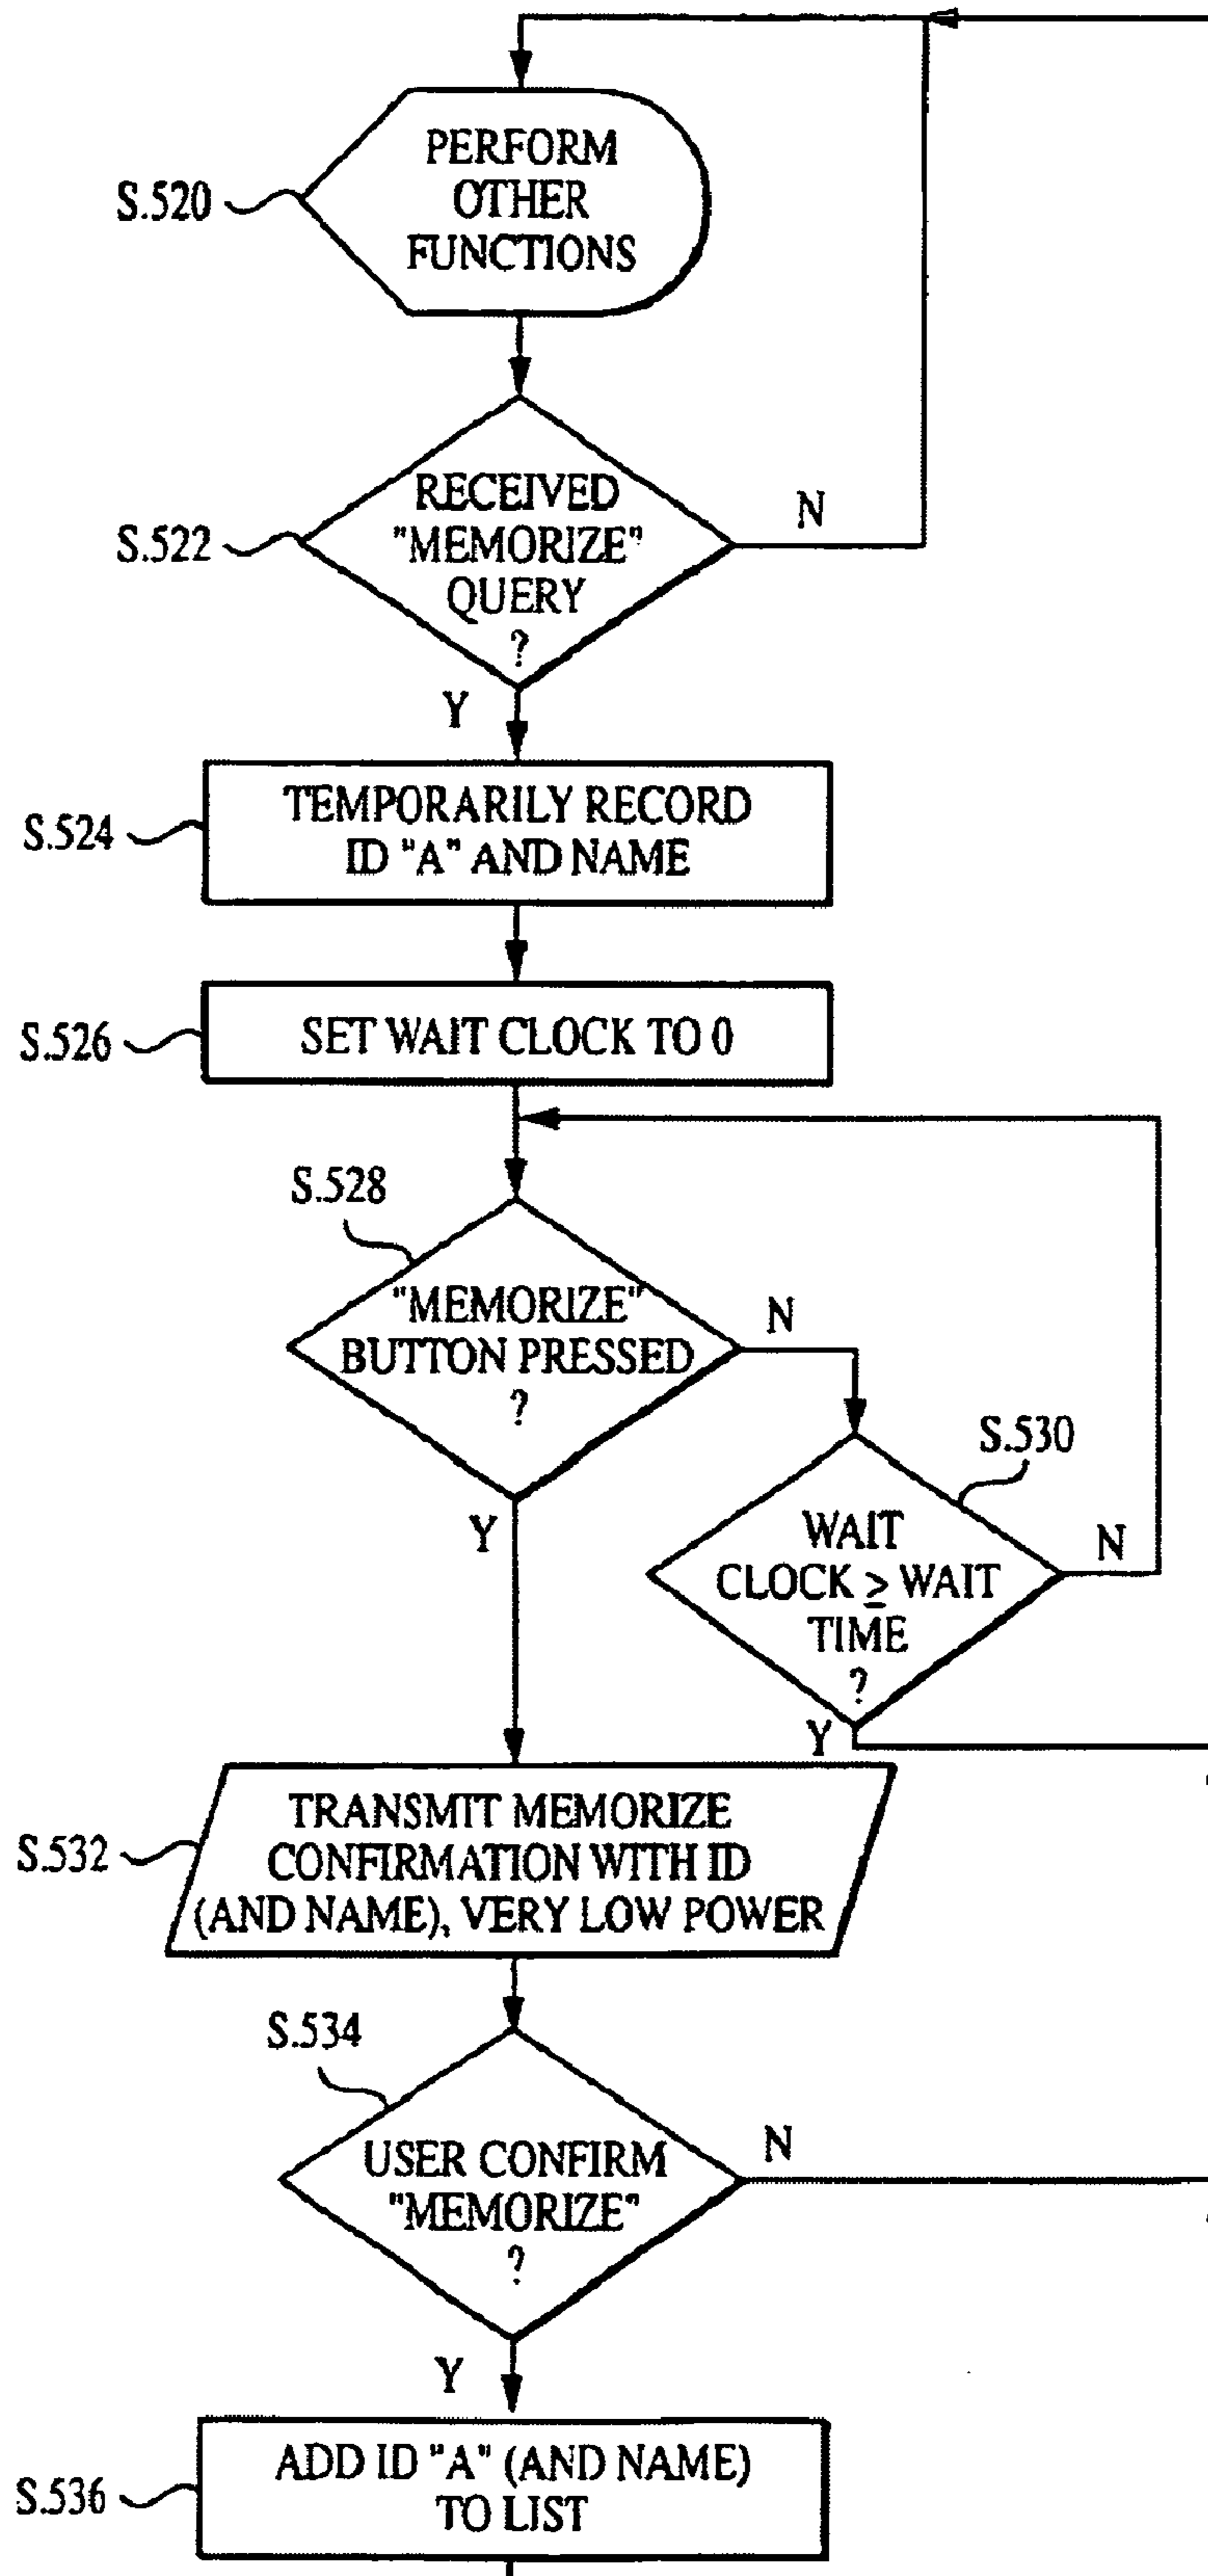 PERFORM
OTHER
FUNCTIONS
S.520
RECEIVED
"MEMORIZE"
QUERY
?
S.522
N
Y
TEMPORARILY RECORD
ID "A" AND NAME
S.524
SET WAIT CLOCK TO 0
S.526
S.528
"MEMORIZE"
BUTTON PRESSED
?
N
Y
S.530
WAIT
CLOCK ≥ WAIT
TIME
?
N
Y
TRANSMIT MEMORIZE
CONFIRMATION WITH ID
(AND NAME), VERY LOW POWER
S.532
S.534
USER CONFIRM
"MEMORIZE"
?
N
Y
ADD ID "A" (AND NAME)
TO LIST
S.536